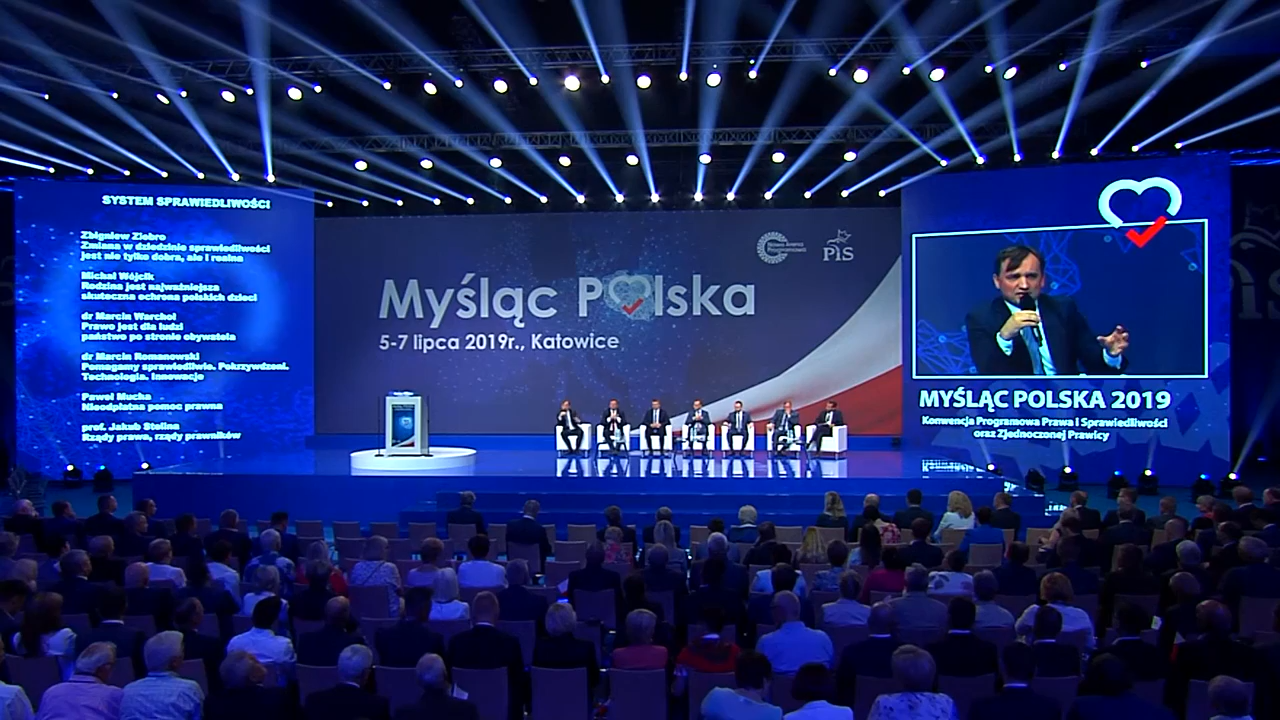 SYSTEM SPRAWIEDLIWOŚCI
Zbigniew Ziobro
Zmiana w dziedzinie sprawiedliwości
jest nie tylko dobra, ale i realna
Michał Wójcik
Rodzina jest najważniejsza
skuteczna ochrona polskich dzieci
dr Marcin Warchoł
Prawo jest dla ludzi
państwo po stronie obywatela
dr Marcin Romanowski
Pomagamy sprawiedliwie. Pokrzywdzeni.
Technologia. Innowacje
Paweł Mucha
Nieodpłatna pomoc prawna
prof. Jakub Stelina
Rządy prawa, rządy prawników
PiS
Myśląc Polska
5-7 lipca 2019r., Katowice
MYŚLĄC POLSKA 2019
Konwencja Programowa Prawa i Sprawiedliwości
oraz Zjednoczonej Prawicy
PiS